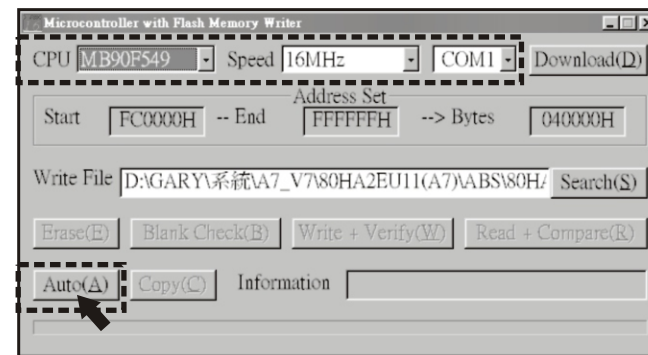 Microcontroller with Flash Memory Writer
CPU MB90F549 Speed 16MHz COM1 Download(D)
Address Set
Start FC0000H -- End FFFFFFH --> Bytes 040000H
Write File D:\GARY\系統\A7_V7\80HA2EU11(A7)\ABS\80HA Search(S)
Erase(E) Blank Check(B) Write + Verify(W) Read + Compare(R)
Auto(A) Copy(C) Information